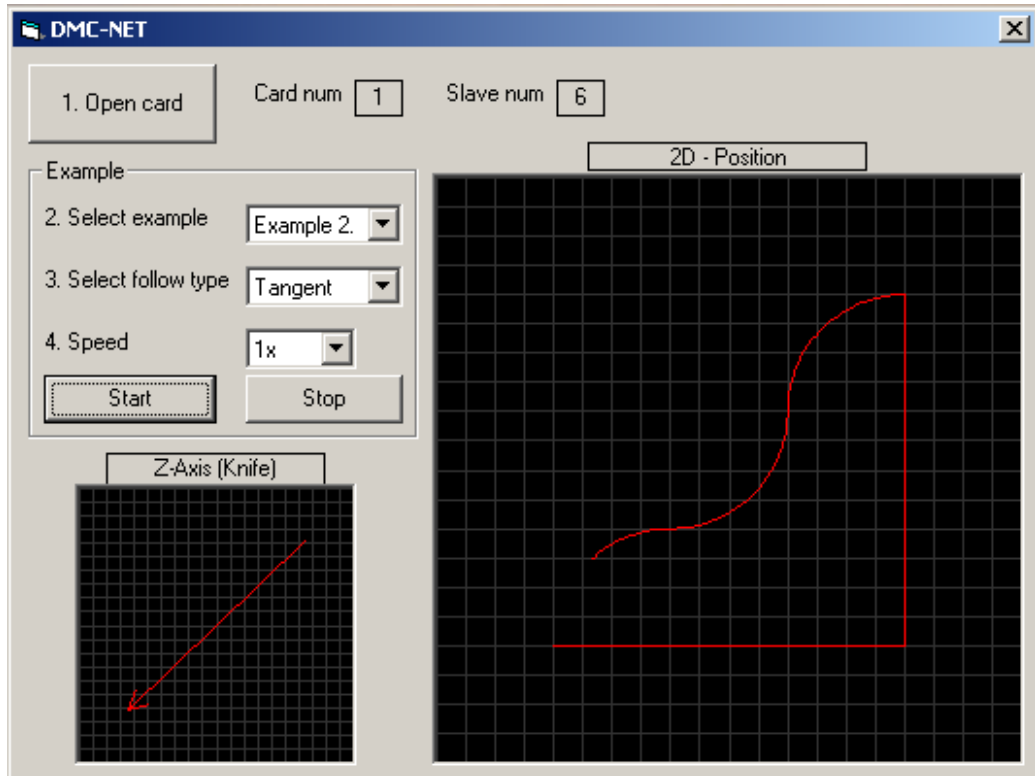 DMC-NET
1. Open card
Card num 1
Slave num 6
2D - Position
Example
2. Select example Example 2.
3. Select follow type Tangent
4. Speed 1x
Start Stop
Z-Axis (Knife)